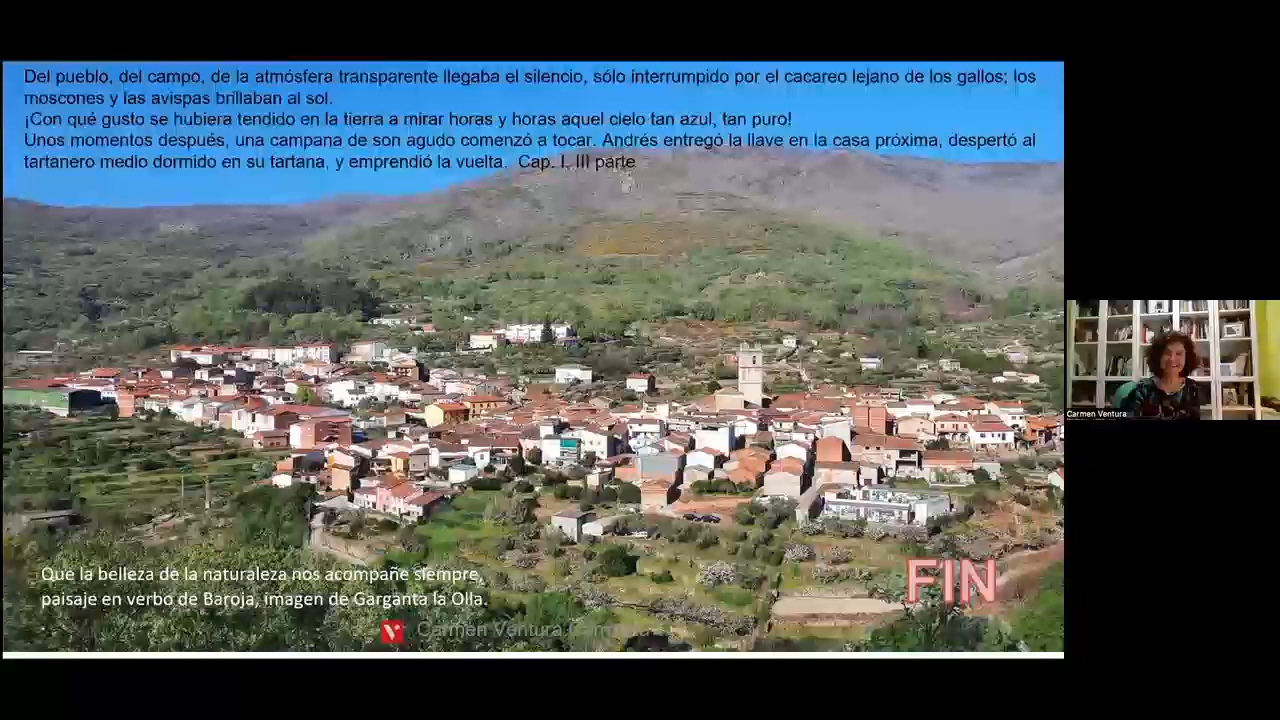 Del pueblo, del campo, de la atmósfera transparente llegaba el silencio, sólo interrumpido por el cacareo lejano de los gallos; los
moscones y las avispas brillaban al sol.
¡Con qué gusto se hubiera tendido en la tierra a mirar horas y horas aquel cielo tan azul, tan puro!
Unos momentos después, una campana de son agudo comenzó a tocar. Andrés entregó la llave en la casa próxima, despertó al
tartanero medio dormido en su tartana, y emprendió la vuelta. Cap. I. III parte
Carmen Ventura
Que la belleza de la naturaleza nos acompañe siempre,
paisaje en verbo de Baroja, imagen de Garganta la Olla.
FIN
Carmen Ventura